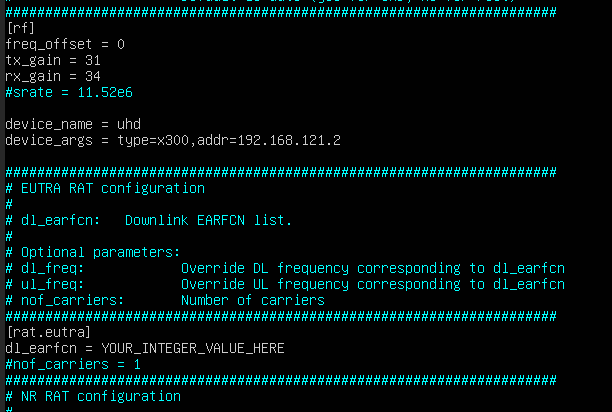 ##################################################################
[rf]
freq_offset = 0
tx_gain = 31
rx_gain = 34
#srate = 11.52e6
device_name = uhd
device_args = type=x300,addr=192.168.121.2
#####################################################################
# EUTRA RAT configuration
#
# dl_earfcn:   Downlink EARFCN list.
#
# Optional parameters:
# dl_freq:            Override DL frequency corresponding to dl_earfcn
# ul_freq:            Override UL frequency corresponding to dl_earfcn
# nof_carriers:       Number of carriers
#####################################################################
[rat.eutra]
dl_earfcn = YOUR_INTEGER_VALUE_HERE
#nof_carriers = 1
#####################################################################
# NR RAT configuration
#